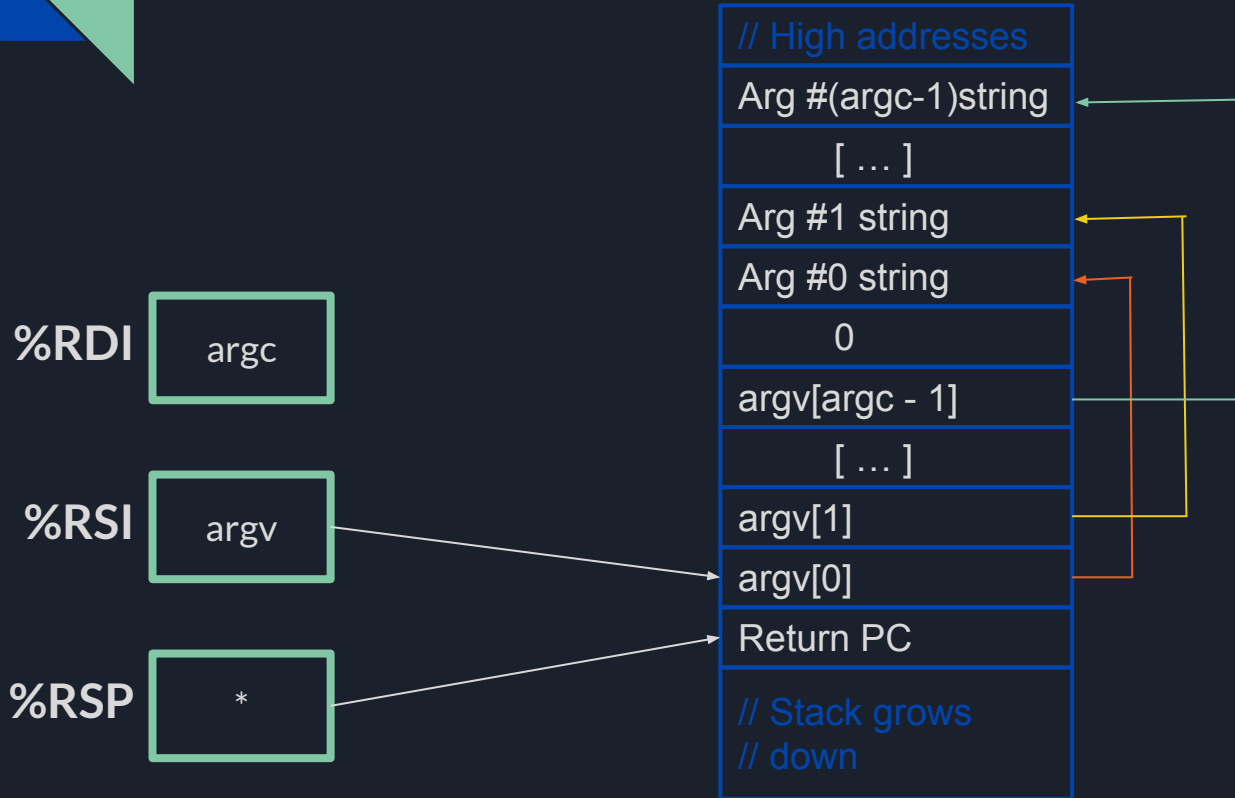 // High addresses
Arg #(argc-1)string
[ … ]
Arg #1 string
Arg #0 string
0
argv[argc - 1]
[ … ]
argv[1]
argv[0]
Return PC
// Stack grows
// down
%RDI
argc
%RSI
argv
%RSP
*